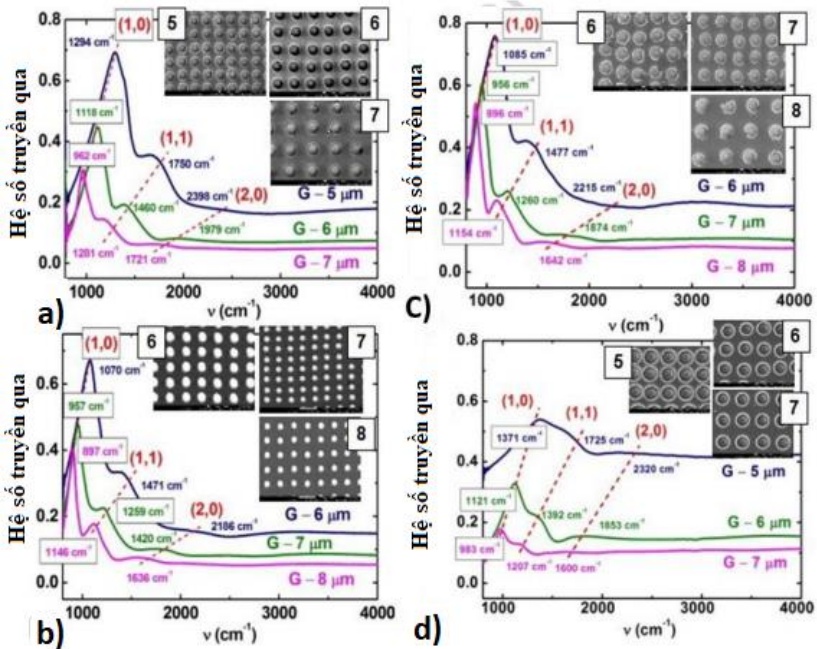 a)
Hệ số truyền qua
0.8
0.6
0.4
0.2
0.0
1000 2000 3000 4000
ν (cm⁻¹)
(1,0)
1294 cm⁻¹
1118 cm⁻¹
962 cm⁻¹
(1,1)
1750 cm⁻¹
2398 cm⁻¹
(2,0)
1460 cm⁻¹
1979 cm⁻¹
1201 cm⁻¹
1721 cm⁻¹
G – 5 μm
G – 6 μm
G – 7 μm
5
6
7
C)
Hệ số truyền qua
0.8
0.6
0.4
0.2
0.0
1000 2000 3000 4000
ν (cm⁻¹)
(1,0)
1085 cm⁻¹
956 cm⁻¹
896 cm⁻¹
(1,1)
1477 cm⁻¹
2215 cm⁻¹
(2,0)
1260 cm⁻¹
1874 cm⁻¹
1154 cm⁻¹
1642 cm⁻¹
G – 6 μm
G – 7 μm
G – 8 μm
6
7
8
b)
Hệ số truyền qua
0.6
0.4
0.2
0.0
1000 2000 3000 4000
ν (cm⁻¹)
(1,0)
1070 cm⁻¹
957 cm⁻¹
897 cm⁻¹
(1,1)
1471 cm⁻¹
1259 cm⁻¹
(2,0)
2186 cm⁻¹
1420 cm⁻¹
1146 cm⁻¹
1636 cm⁻¹
G – 6 μm
G – 7 μm
G – 8 μm
6
7
8
d)
Hệ số truyền qua
0.6
0.4
0.2
0.0
1000 2000 3000 4000
ν (cm⁻¹)
(1,0)
(1,1)
(2,0)
1371 cm⁻¹
1725 cm⁻¹
2320 cm⁻¹
1121 cm⁻¹
1392 cm⁻¹
1853 cm⁻¹
983 cm⁻¹
1207 cm⁻¹
1600 cm⁻¹
G – 5 μm
G – 6 μm
G – 7 μm
5
6
7